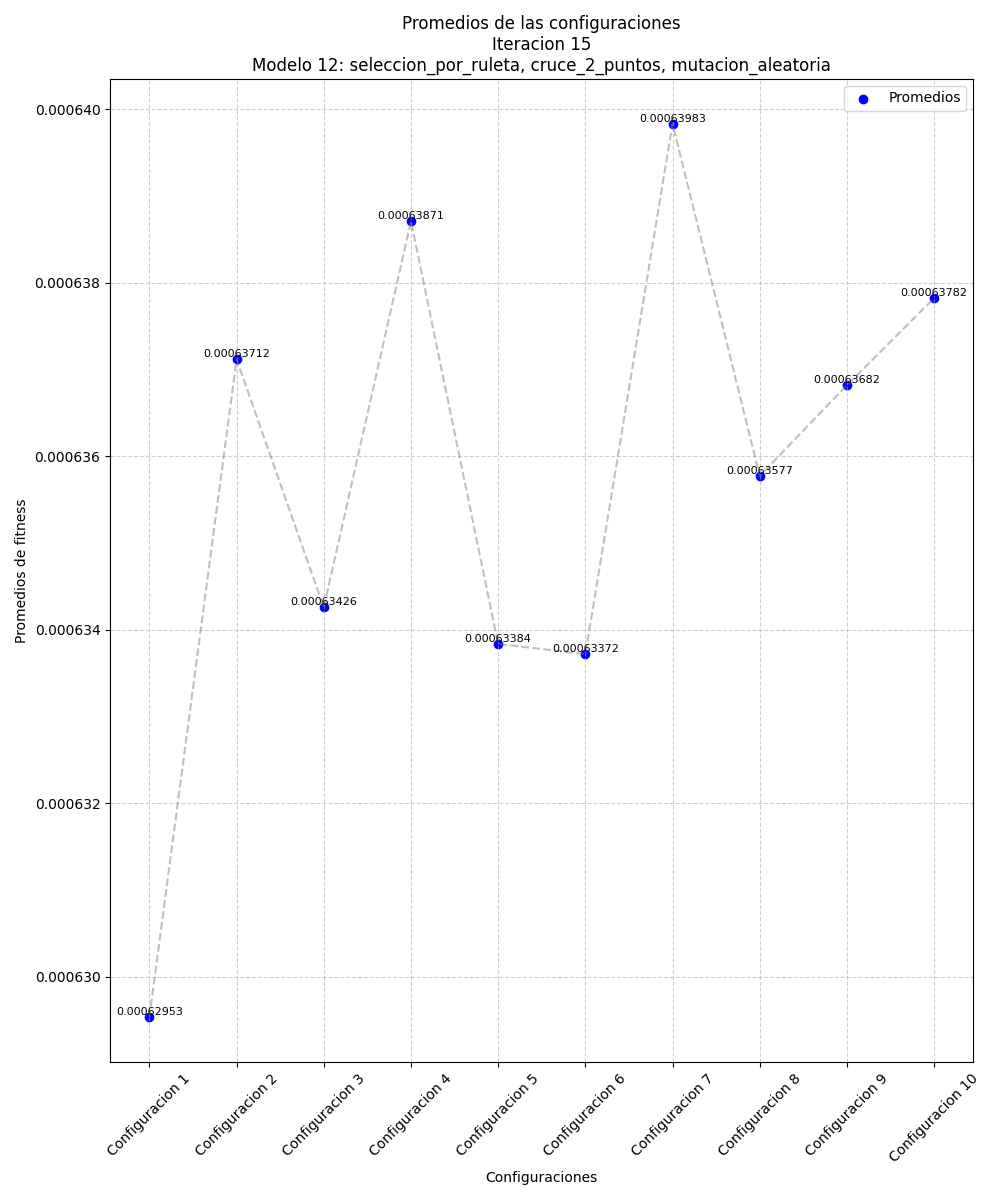 Promedios de las configuraciones
Iteracion 15
Modelo 12: seleccion_por_ruleta, cruce_2_puntos, mutacion_aleatoria
Promedios
0.000640
0.000638
0.000636
0.000634
0.000632
0.000630
Promedios de fitness
0.00062953
0.00063712
0.00063426
0.00063871
0.00063384
0.00063372
0.00063983
0.00063577
0.00063682
0.00063782
Configuracion 1
Configuracion 2
Configuracion 3
Configuracion 4
Configuracion 5
Configuracion 6
Configuracion 7
Configuracion 8
Configuracion 9
Configuracion 10
Configuraciones